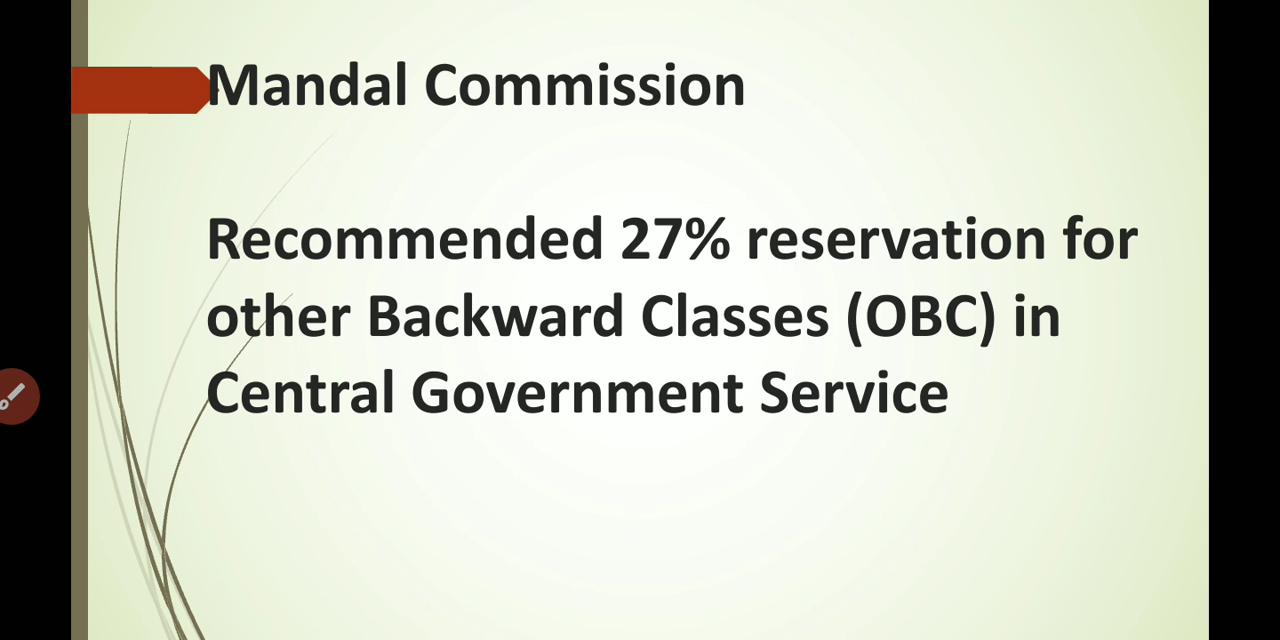 Mandal Commission
Recommended 27% reservation for
other Backward Classes (OBC) in
Central Government Service